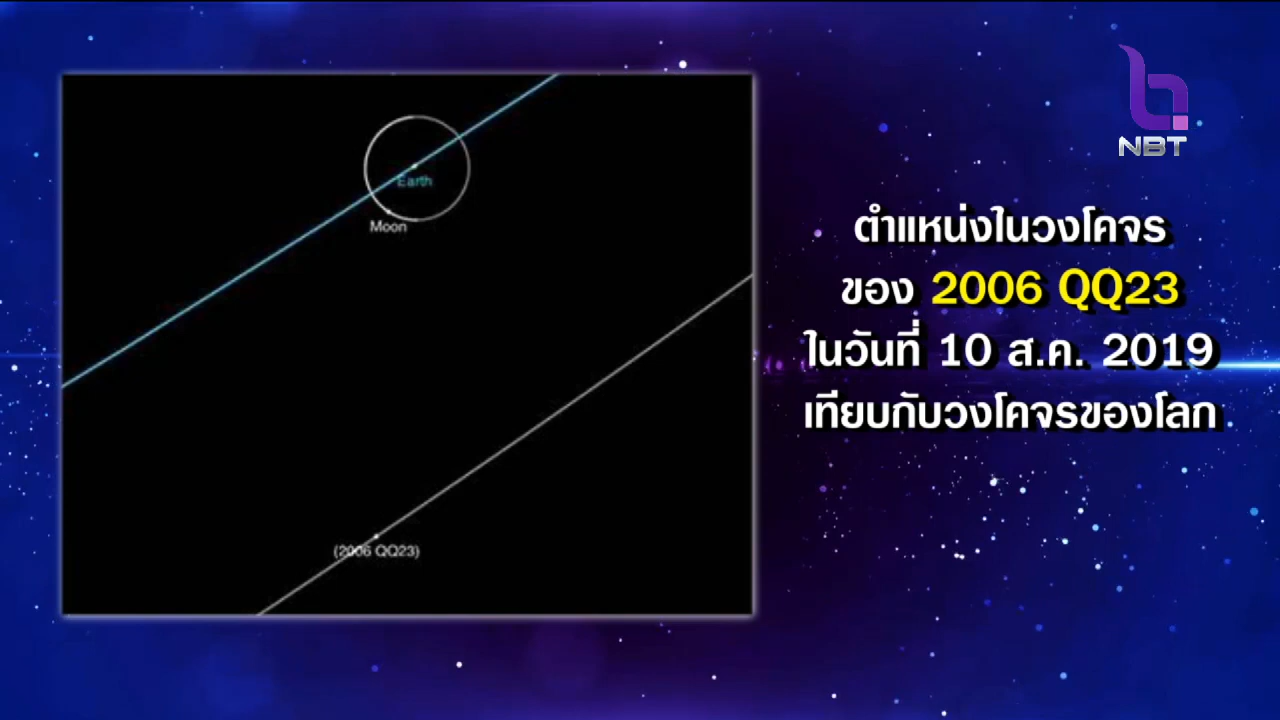 NBT
Earth
Moon
(2006 QQ23)
ตำแหน่งในวงโคจร
ของ 2006 QQ23
ในวันที่ 10 ส.ค. 2019
เทียบกับวงโคจรของโลก